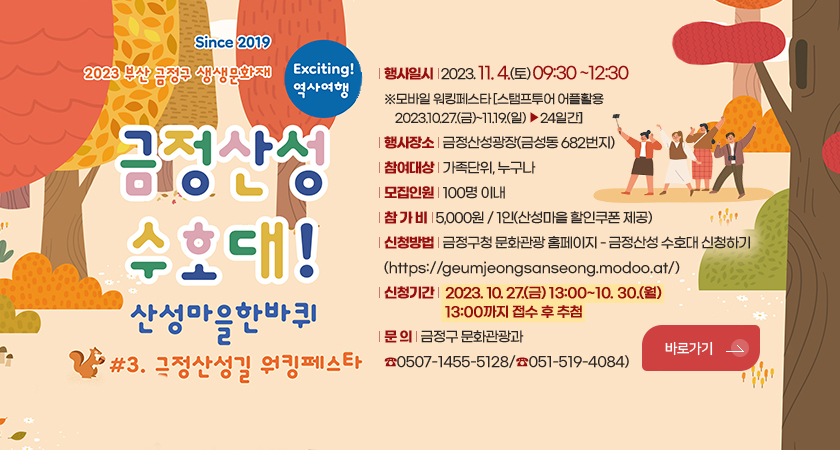 Since 2019
2023 부산 금정구 생생문화재
Exciting!
역사여행
금정산성
수호대!
산성마을한바퀴
#3. 금정산성길 워킹페스타
행사일시 2023. 11. 4.(토) 09:30 ~12:30
※모바일 워킹페스타 [스탬프투어 어플활용
2023.10.27.(금)~11.19.(일) ▶24일간]
행사장소 금정산성광장(금성동 682번지)
참여대상 가족단위, 누구나
모집인원 100명 이내
참 가 비 5,000원 / 1인(산성마을 할인쿠폰 제공)
신청방법 금정구청 문화관광 홈페이지 - 금정산성 수호대 신청하기
(https://geumjeongsanseong.modoo.at/)
신청기간 2023. 10. 27.(금) 13:00~10. 30.(월)
13:00까지 접수 후 추첨
문 의 금정구 문화관광과
☎0507-1455-5128/☎051-519-4084)
바로가기